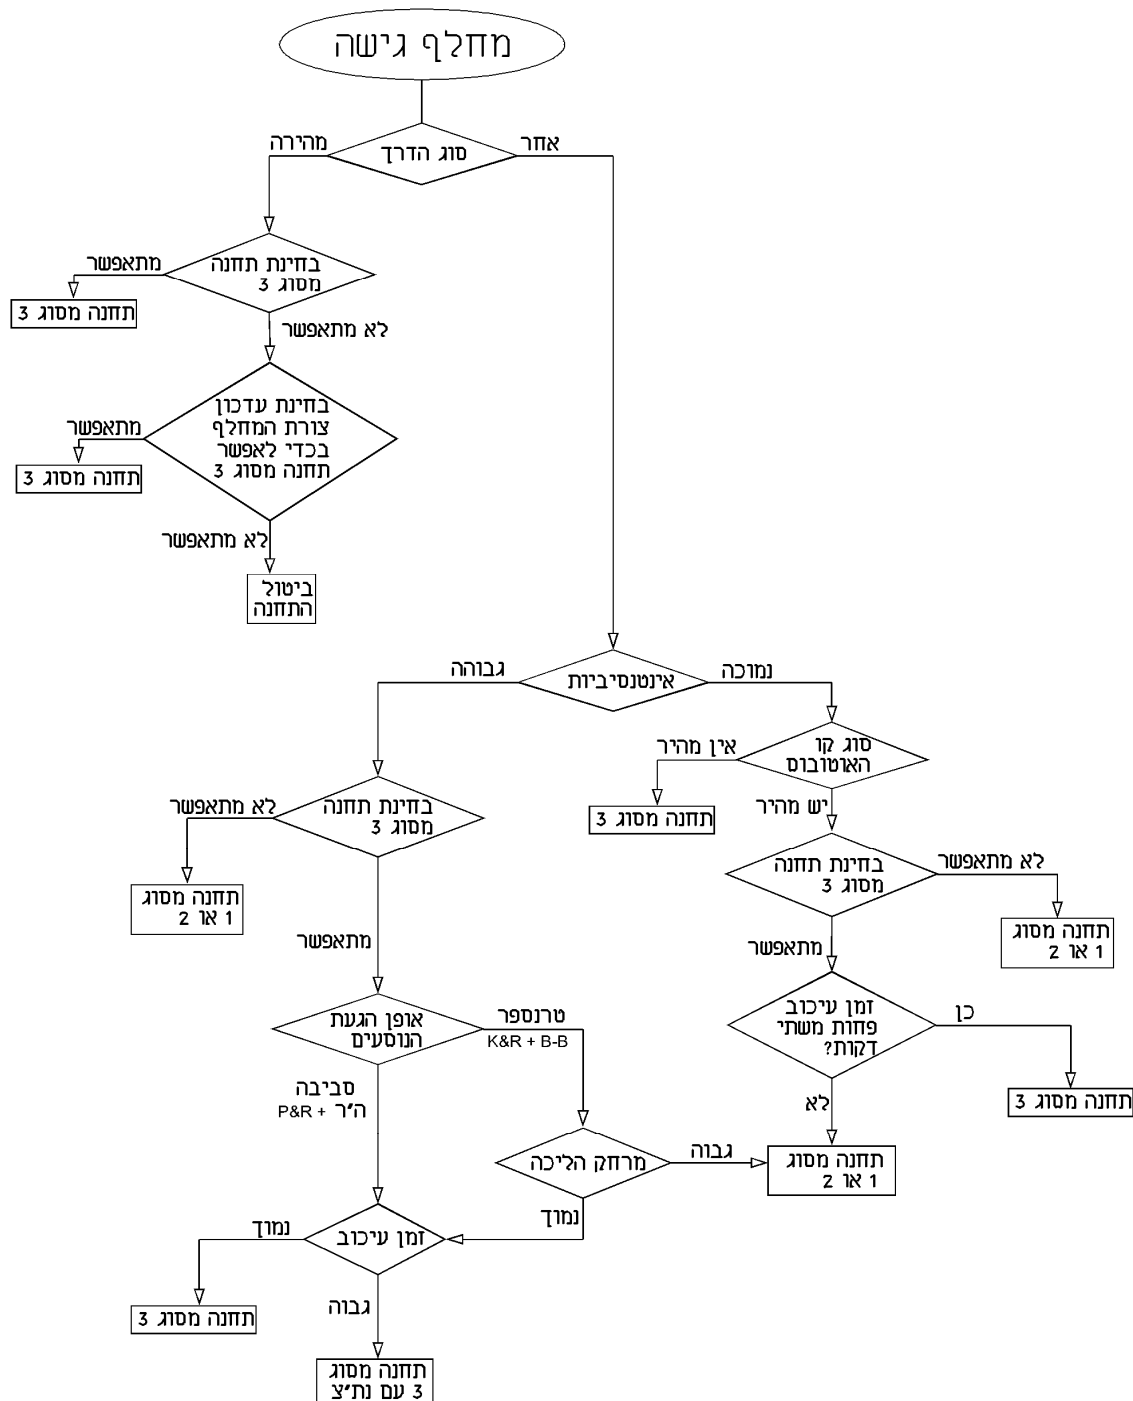 מחלף גישה
סוג הדרך
מהירה
אחר
בחינת תחנה
מסוג 3
מתאפשר
תחנה מסוג 3
לא מתאפשר
בחינת עדכון
צורת המחלף
בכדי לאפשר
תחנה מסוג 3
מתאפשר
תחנה מסוג 3
לא מתאפשר
ביטול
התחנה
אינטנסיביות
גבוהה
נמוכה
סוג קו
האוטובוס
אין מהיר
תחנה מסוג 3
יש מהיר
בחינת תחנה
מסוג 3
לא מתאפשר
תחנה מסוג
1 או 2
בחינת תחנה
מסוג 3
לא מתאפשר
תחנה מסוג
1 או 2
מתאפשר
מתאפשר
זמן עיכוב
פחות משתי
דקות?
כן
תחנה מסוג 3
לא
אופן הגעת
הנוסעים
טרנספר
K&R + B-B
סביבה
ה"ר + P&R
מרחק הליכה
גבוה
תחנה מסוג
1 או 2
נמוך
זמן עיכוב
נמוך
תחנה מסוג 3
גבוה
תחנה מסוג
3 עם נת"צ